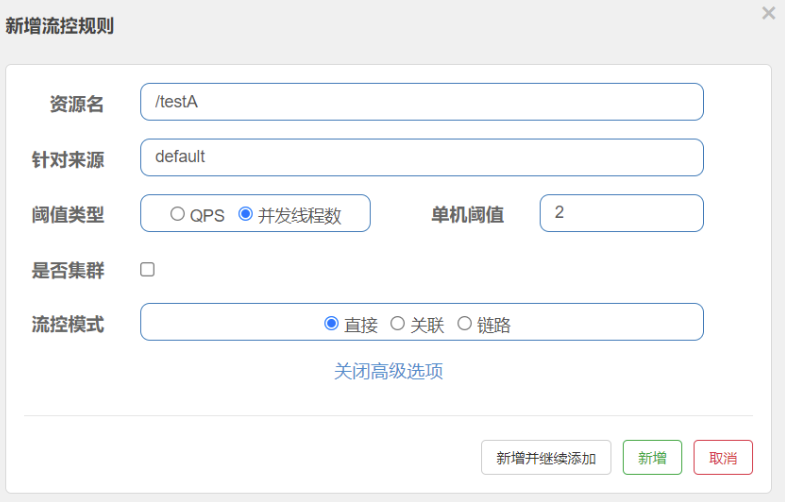 新增流控规则
资源名 /testA
针对来源 default
阈值类型 QPS 并发线程数 单机阈值 2
是否集群
流控模式 直接 关联 链路
关闭高级选项
新增并继续添加 新增 取消